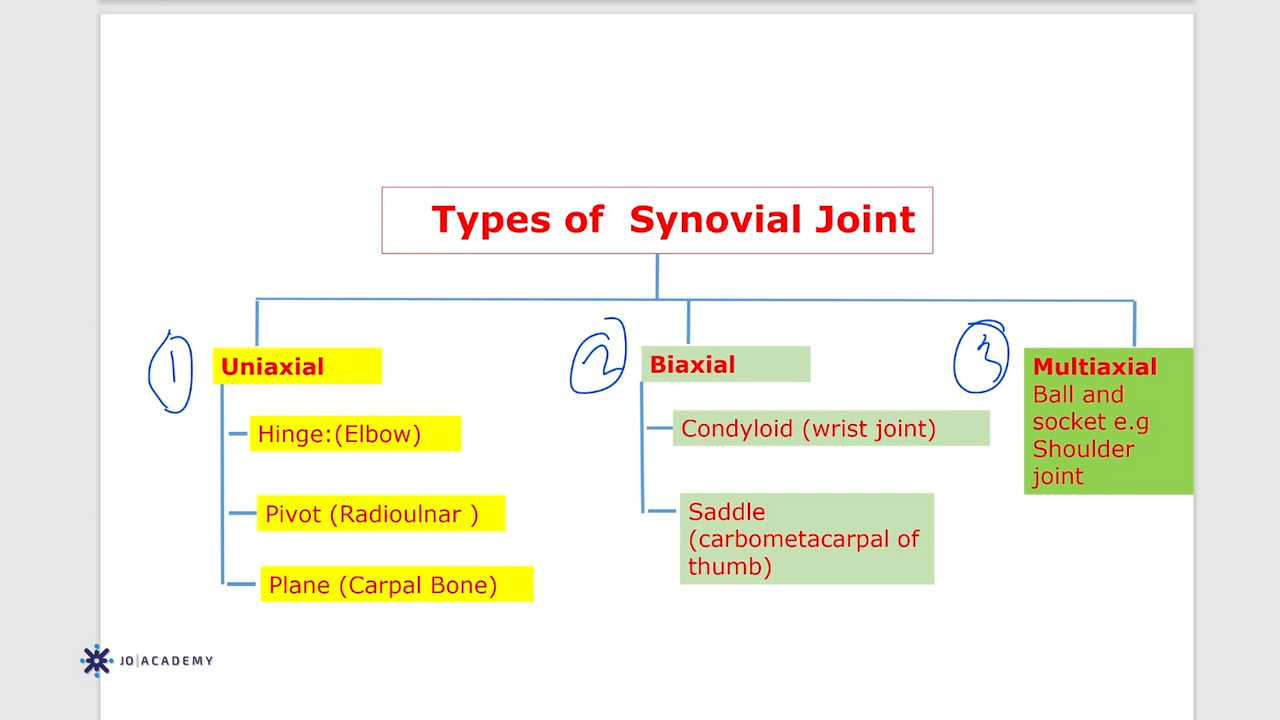 Types of Synovial Joint
1
Uniaxial
Hinge:(Elbow)
Pivot (Radioulnar )
Plane (Carpal Bone)
2
Biaxial
Condyloid (wrist joint)
Saddle
(carbometacarpal of
thumb)
3
Multiaxial
Ball and
socket e.g
Shoulder
joint
JO|ACADEMY